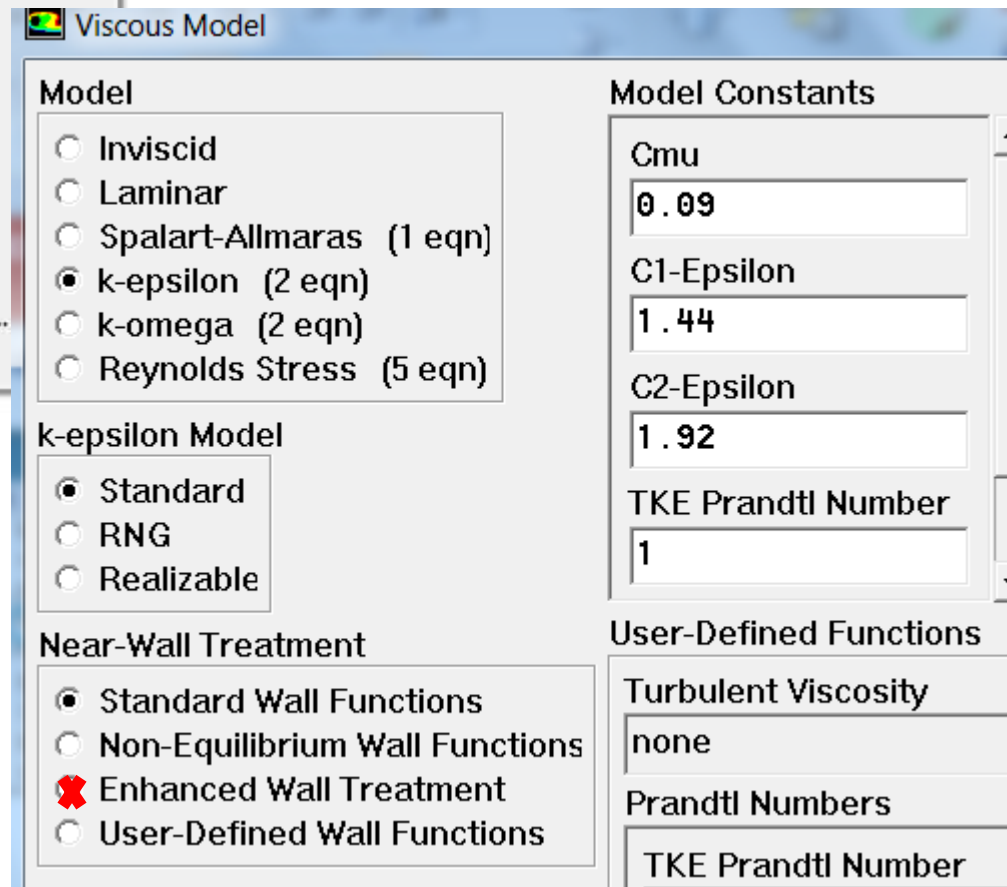 Viscous Model
Model
Inviscid
Laminar
Spalart-Allmaras (1 eqn)
k-epsilon (2 eqn)
k-omega (2 eqn)
Reynolds Stress (5 eqn)
k-epsilon Model
Standard
RNG
Realizable
Near-Wall Treatment
Standard Wall Functions
Non-Equilibrium Wall Functions
Enhanced Wall Treatment
User-Defined Wall Functions
Model Constants
Cmu
0.09
C1-Epsilon
1.44
C2-Epsilon
1.92
TKE Prandtl Number
1
User-Defined Functions
Turbulent Viscosity
none
Prandtl Numbers
TKE Prandtl Number